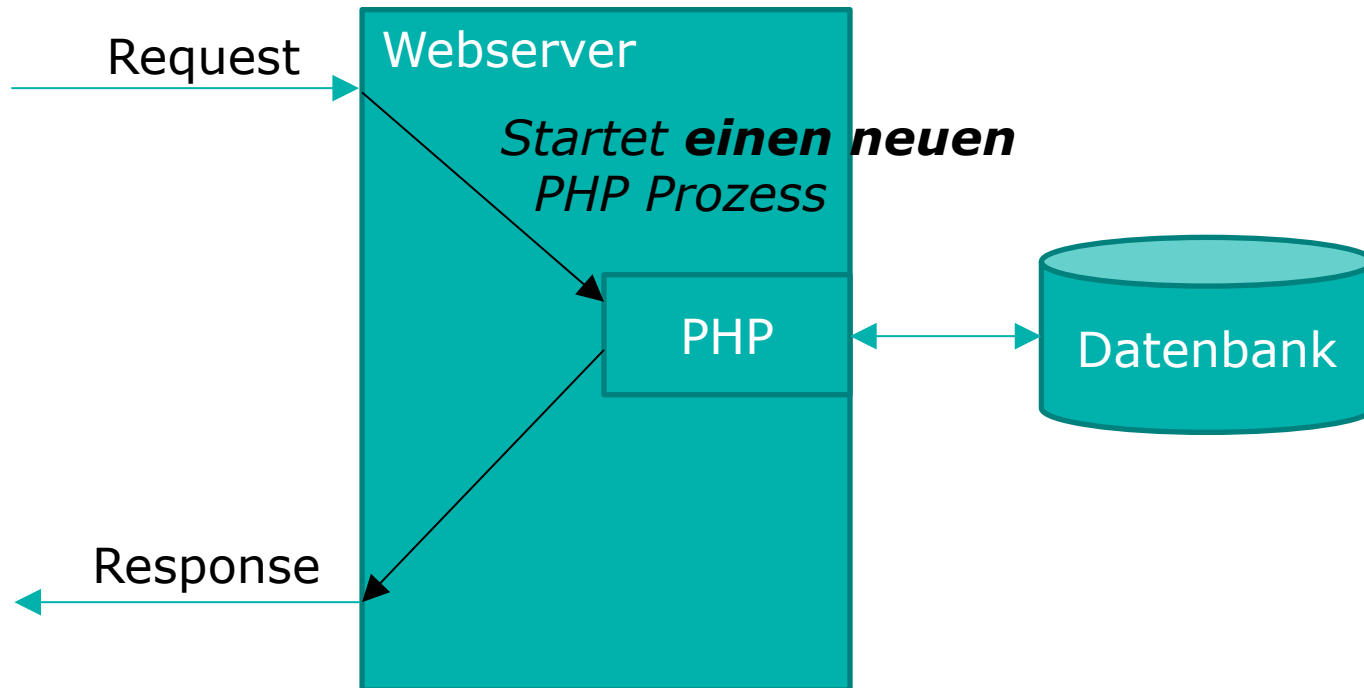 Request
Webserver
Startet einen neuen
PHP Prozess
PHP
Datenbank
Response